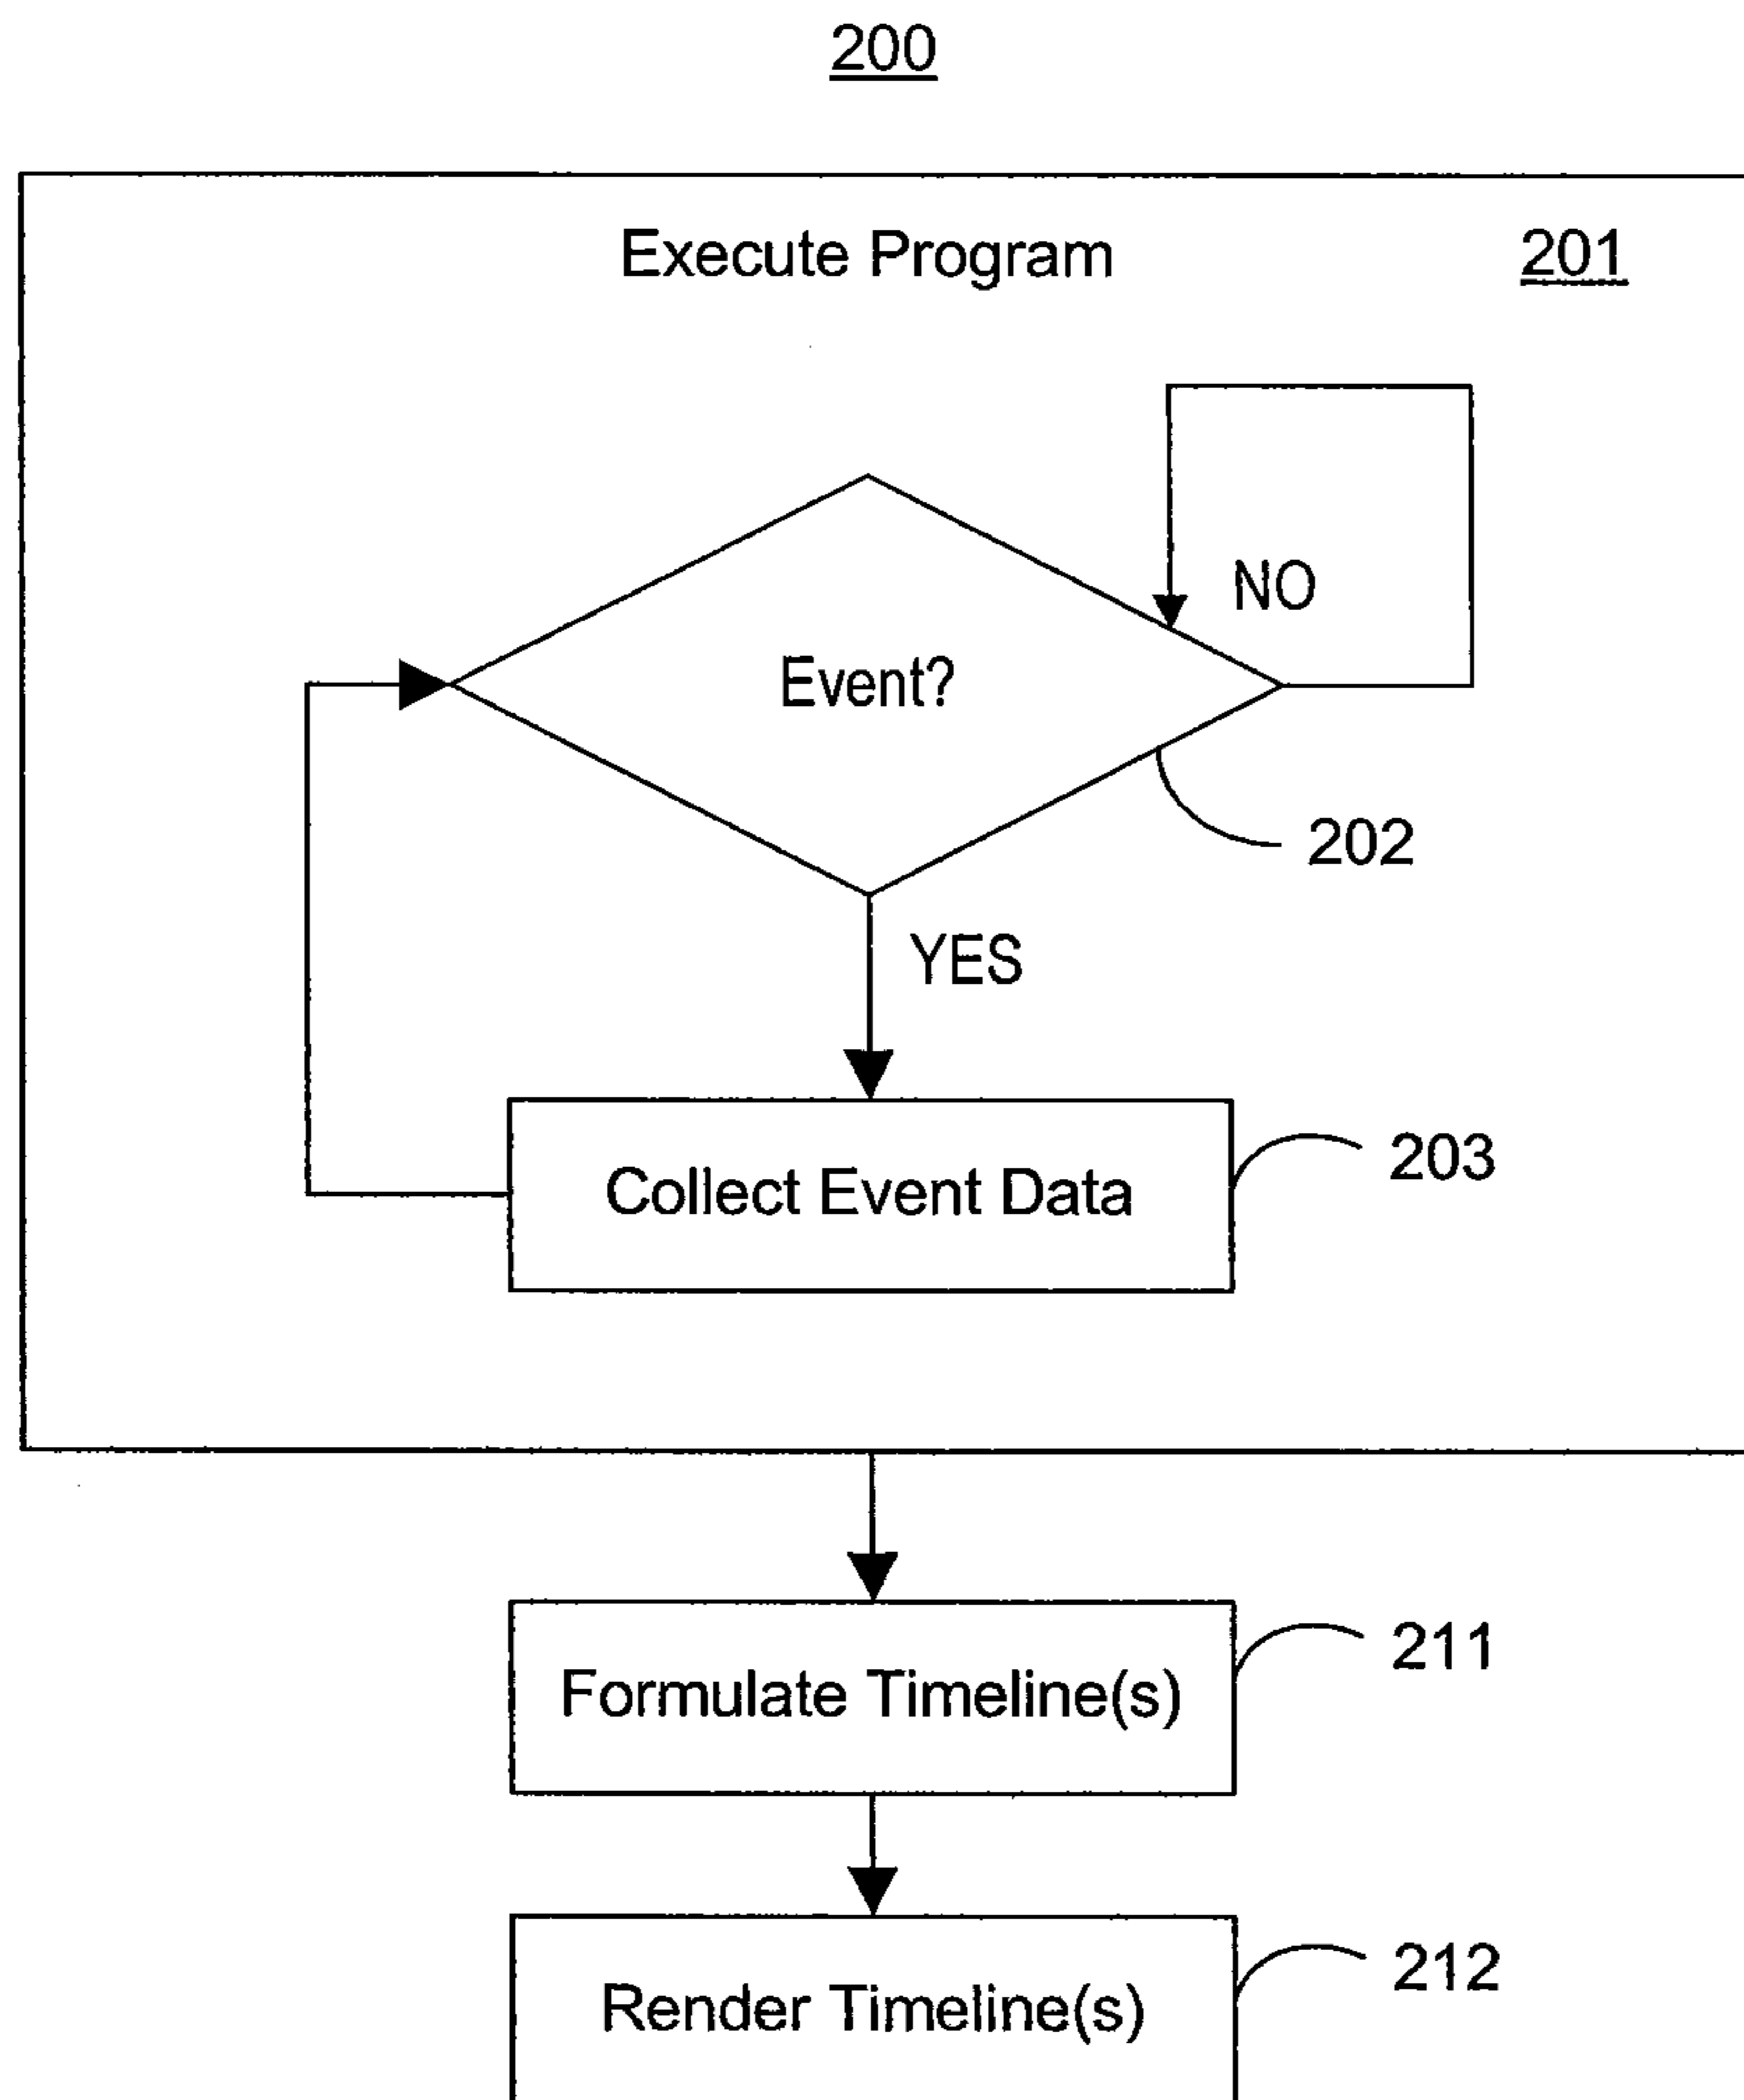 200
Execute Program
201
NO
Event?
202
YES
Collect Event Data
203
Formulate Timeline(s)
211
Render Timeline(s)
212